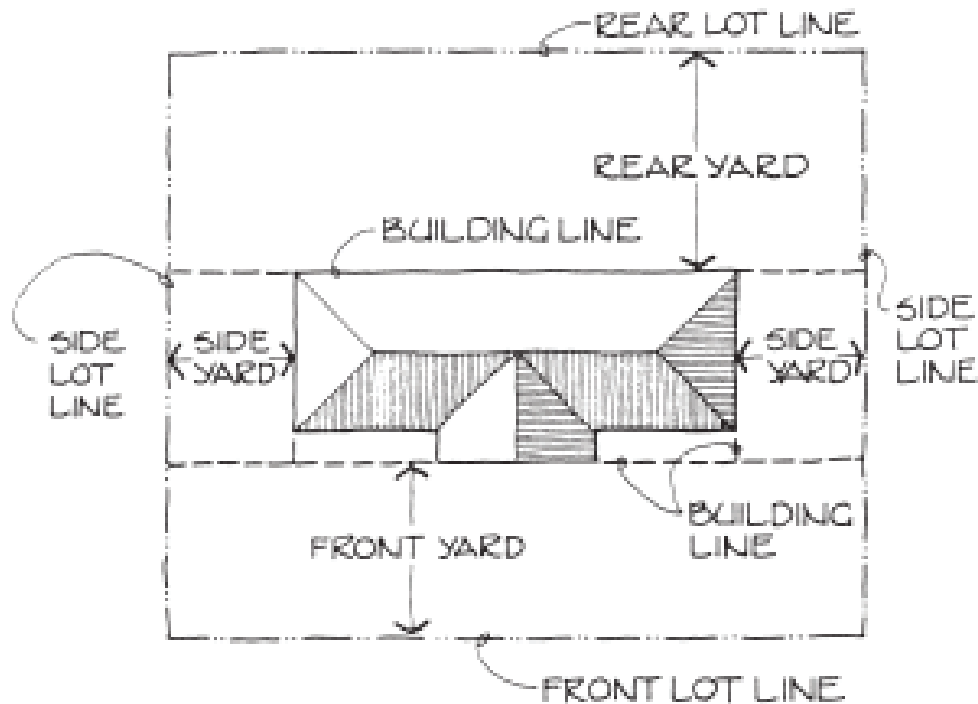 REAR LOT LINE
REAR YARD
BUILDING LINE
SIDE
LOT
LINE
SIDE
YARD
SIDE
YARD
SIDE
LOT
LINE
BUILDING
LINE
FRONT YARD
FRONT LOT LINE